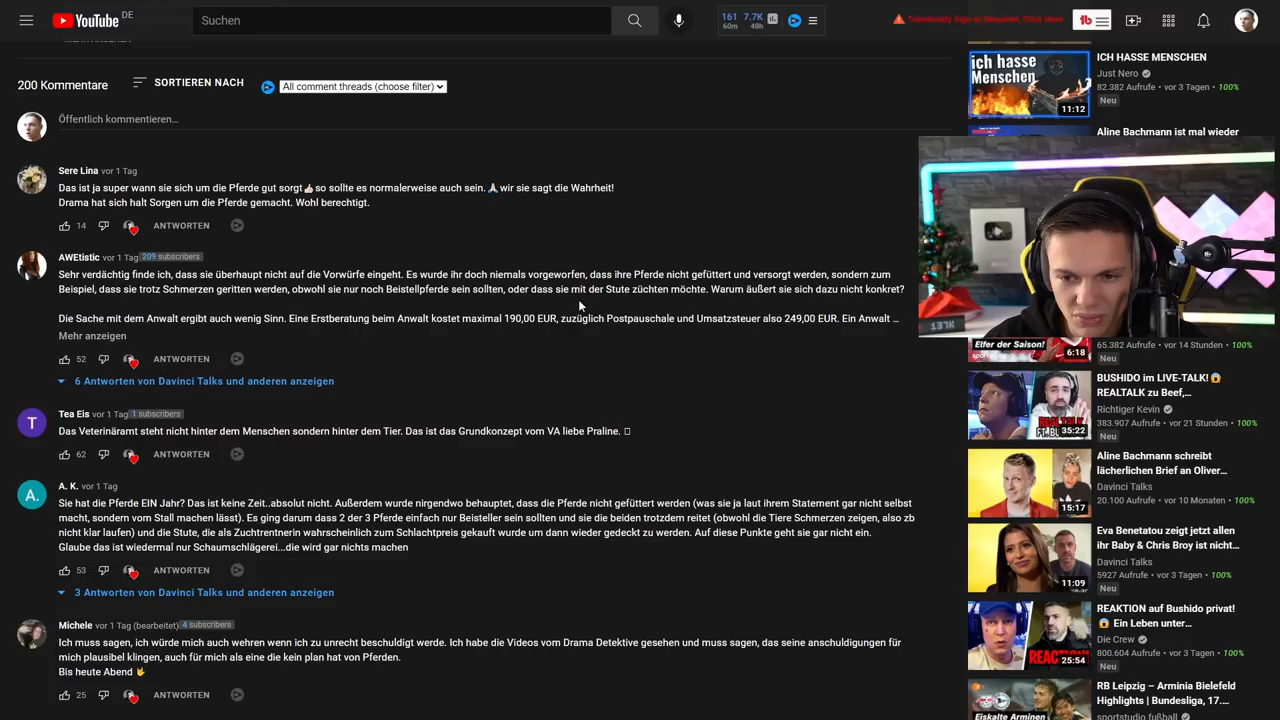 YouTube DE
Suchen
161 7.7K
60m 48h
TubeBuddy Sign In Required, Click Here
tb
200 Kommentare
SORTIEREN NACH
All comment threads (choose filter)
Öffentlich kommentieren…
Sere Lina vor 1 Tag
Das ist ja super wann sie sich um die Pferde gut sorgt👍🏻so sollte es normalerweise auch sein.🙏🏻wir sie sagt die Wahrheit!
Drama hat sich halt Sorgen um die Pferde gemacht. Wohl berechtigt.
14 ANTWORTEN
AWEtistic vor 1 Tag 209 subscribers
Sehr verdächtig finde ich, dass sie überhaupt nicht auf die Vorwürfe eingeht. Es wurde ihr doch niemals vorgeworfen, dass ihre Pferde nicht gefüttert und versorgt werden, sondern zum
Beispiel, dass sie trotz Schmerzen geritten werden, obwohl sie nur noch Beistellpferde sein sollten, oder dass sie mit der Stute züchten möchte. Warum äußert sie sich dazu nicht konkret?
Die Sache mit dem Anwalt ergibt auch wenig Sinn. Eine Erstberatung beim Anwalt kostet maximal 190,00 EUR, zuzüglich Postpauschale und Umsatzsteuer also 249,00 EUR. Ein Anwalt ...
Mehr anzeigen
52 ANTWORTEN
6 Antworten von Davinci Talks und anderen anzeigen
T
Tea Eis vor 1 Tag 1 subscribers
Das Veterinäramt steht nicht hinter dem Menschen sondern hinter dem Tier. Das ist das Grundkonzept vom VA liebe Praline.
62 ANTWORTEN
A.
A. K. vor 1 Tag
Sie hat die Pferde EIN Jahr? Das ist keine Zeit..absolut nicht. Außerdem wurde nirgendwo behauptet, dass die Pferde nicht gefüttert werden (was sie ja laut ihrem Statement gar nicht selbst
macht, sondern vom Stall machen lässt). Es ging darum dass 2 der 3 Pferde einfach nur Beisteller sein sollten und sie die beiden trotzdem reitet (obwohl die Tiere Schmerzen zeigen, also zb
nicht klar laufen) und die Stute, die als Zuchtrentnerin wahrscheinlich zum Schlachtpreis gekauft wurde um dann wieder gedeckt zu werden. Auf diese Punkte geht sie gar nicht ein.
Glaube das ist wiedermal nur Schaumschlägerei...die wird gar nichts machen
53 ANTWORTEN
3 Antworten von Davinci Talks und anderen anzeigen
Michele vor 1 Tag (bearbeitet) 4 subscribers
Ich muss sagen, ich würde mich auch wehren wenn ich zu unrecht beschuldigt werde. Ich habe die Videos vom Drama Detektive gesehen und muss sagen, das seine anschuldigungen für
mich plausibel klingen, auch für mich als eine die kein plan hat von Pferden.
Bis heute Abend 🤟
25 ANTWORTEN
ich hasse
Menschen
11:12
ICH HASSE MENSCHEN
Just Nero
82.382 Aufrufe • vor 3 Tagen • 100%
Neu
Aline Bachmann ist mal wieder
Elfer der Saison!
6:18
65.382 Aufrufe • vor 14 Stunden • 100%
Neu
REALTALK
FT. BU
35:22
BUSHIDO im LIVE-TALK! 😱
REALTALK zu Beef,…
Richtiger Kevin
383.907 Aufrufe • vor 21 Stunden • 100%
Neu
15:17
Aline Bachmann schreibt
lächerlichen Brief an Oliver…
Davinci Talks
20.100 Aufrufe • vor 10 Monaten • 100%
11:09
Eva Benetatou zeigt jetzt allen
ihr Baby & Chris Broy ist nicht…
Davinci Talks
5927 Aufrufe • vor 3 Tagen • 100%
Neu
REACTION
25:54
REAKTION auf Bushido privat!
😱 Ein Leben unter…
Die Crew
800.604 Aufrufe • vor 3 Tagen • 100%
Neu
Eiskalte Arminen
RB Leipzig – Arminia Bielefeld
Highlights | Bundesliga, 17.…
sportstudio fußball